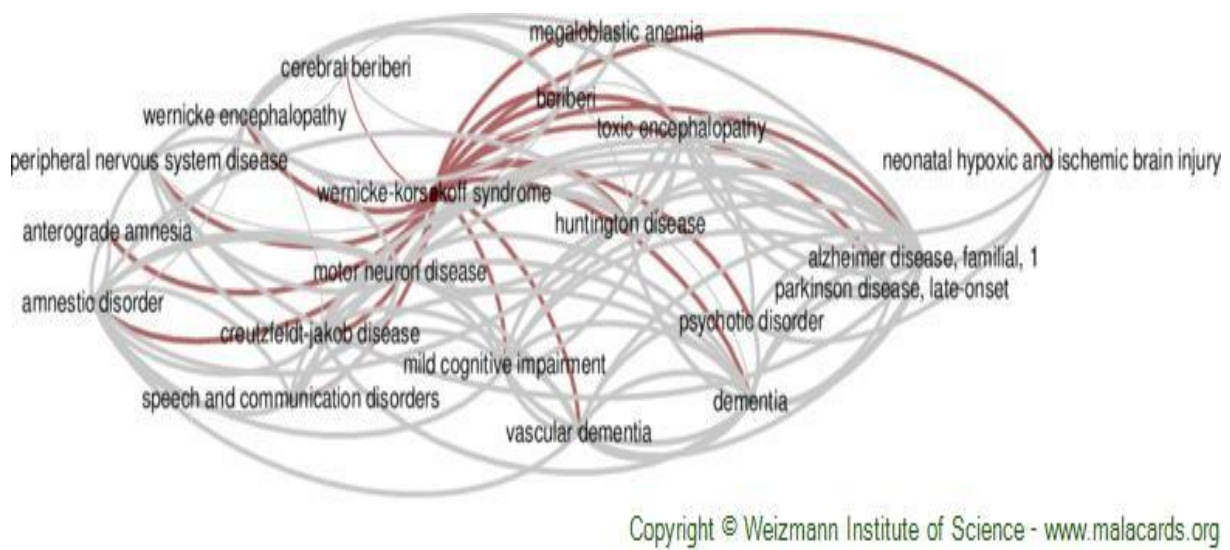 megaloblastic anemia
cerebral beriberi
beriberi
wernicke encephalopathy
toxic encephalopathy
peripheral nervous system disease
neonatal hypoxic and ischemic brain injury
wernicke-korsakoff syndrome
huntington disease
anterograde amnesia
alzheimer disease, familial, 1
motor neuron disease
parkinson disease, late-onset
amnestic disorder
psychotic disorder
creutzfeldt-jakob disease
mild cognitive impairment
speech and communication disorders
dementia
vascular dementia
Copyright © Weizmann Institute of Science - www.malacards.org